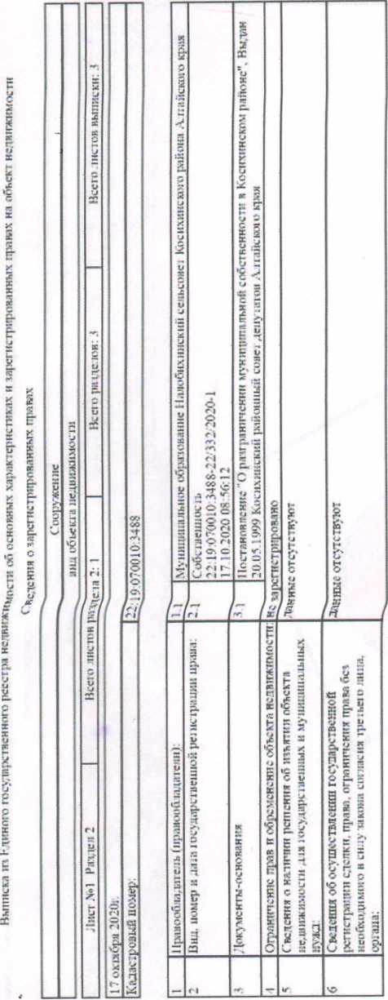 Выписка из Единого государственного реестра недвижимости об основных характеристиках и зарегистрированных правах на объект недвижимости
Сведения о зарегистрированных правах
Сооружение
вид объекта недвижимости
Лист №1 Раздел 2 Всего листов раздела 2: 1 Всего разделов: 3 Всего листов выписки: 3
17 октября 2020г.
Кадастровый номер: 22:19:070010:3488
1 Правообладатель (правообладатели): 1.1 Муниципальное образование Налобихинский сельсовет Косихинского района Алтайского края
2 Вид, номер и дата государственной регистрации права: 2.1 Собственность
22:19:070010:3488-22/332/2020-1
17.10.2020 08:56:12
3 Документы-основания 3.1 Постановление "О разграничении муниципальной собственности в Косихинском районе", Выдан
20.05.1999 Косихинский районный совет депутатов Алтайского края
4 Ограничение прав и обременение объекта недвижимости: не зарегистрировано
5 Сведения о наличии решения об изъятии объекта Данные отсутствуют
недвижимости для государственных и муниципальных
нужд:
6 Сведения об осуществлении государственной Данные отсутствуют
регистрации сделки, права, ограничения права без
необходимого в силу закона согласия третьего лица,
органа: